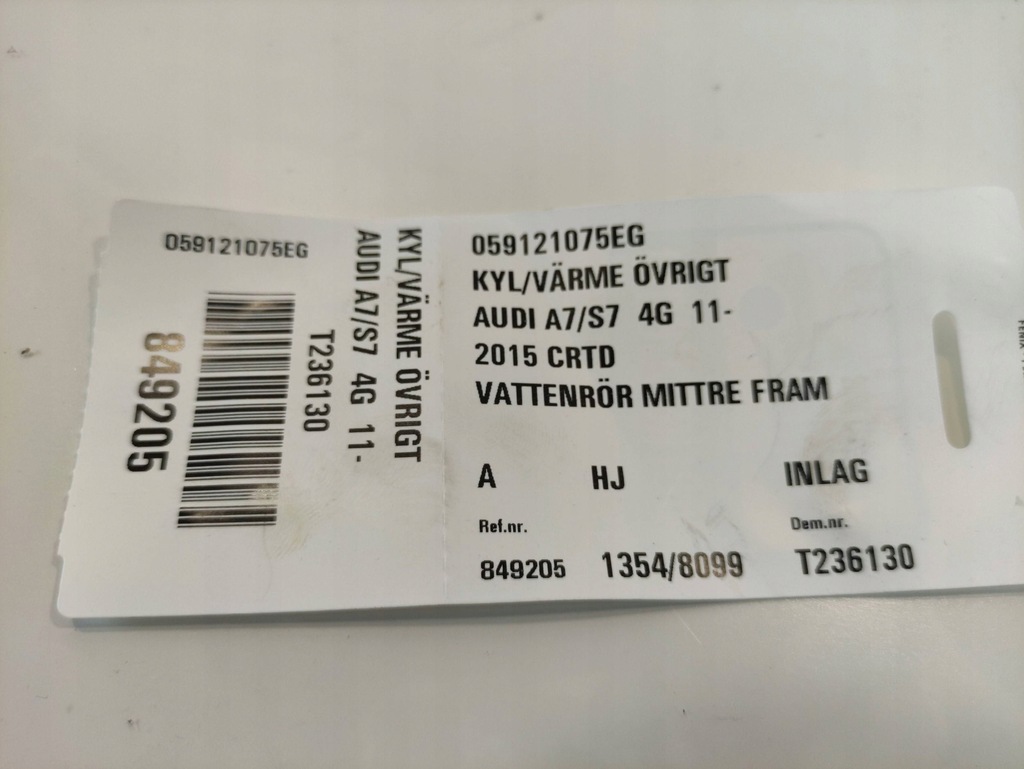 059121075EG
849205
T236130
AUDI A7/S7 4G 11-
KYL/VÄRME ÖVRIGT
059121075EG
KYL/VÄRME ÖVRIGT
AUDI A7/S7 4G 11-
2015 CRTD
VATTENRÖR MITTRE FRAM
A HJ INLAG
Ref.nr. Dem.nr.
849205 1354/8099 T236130